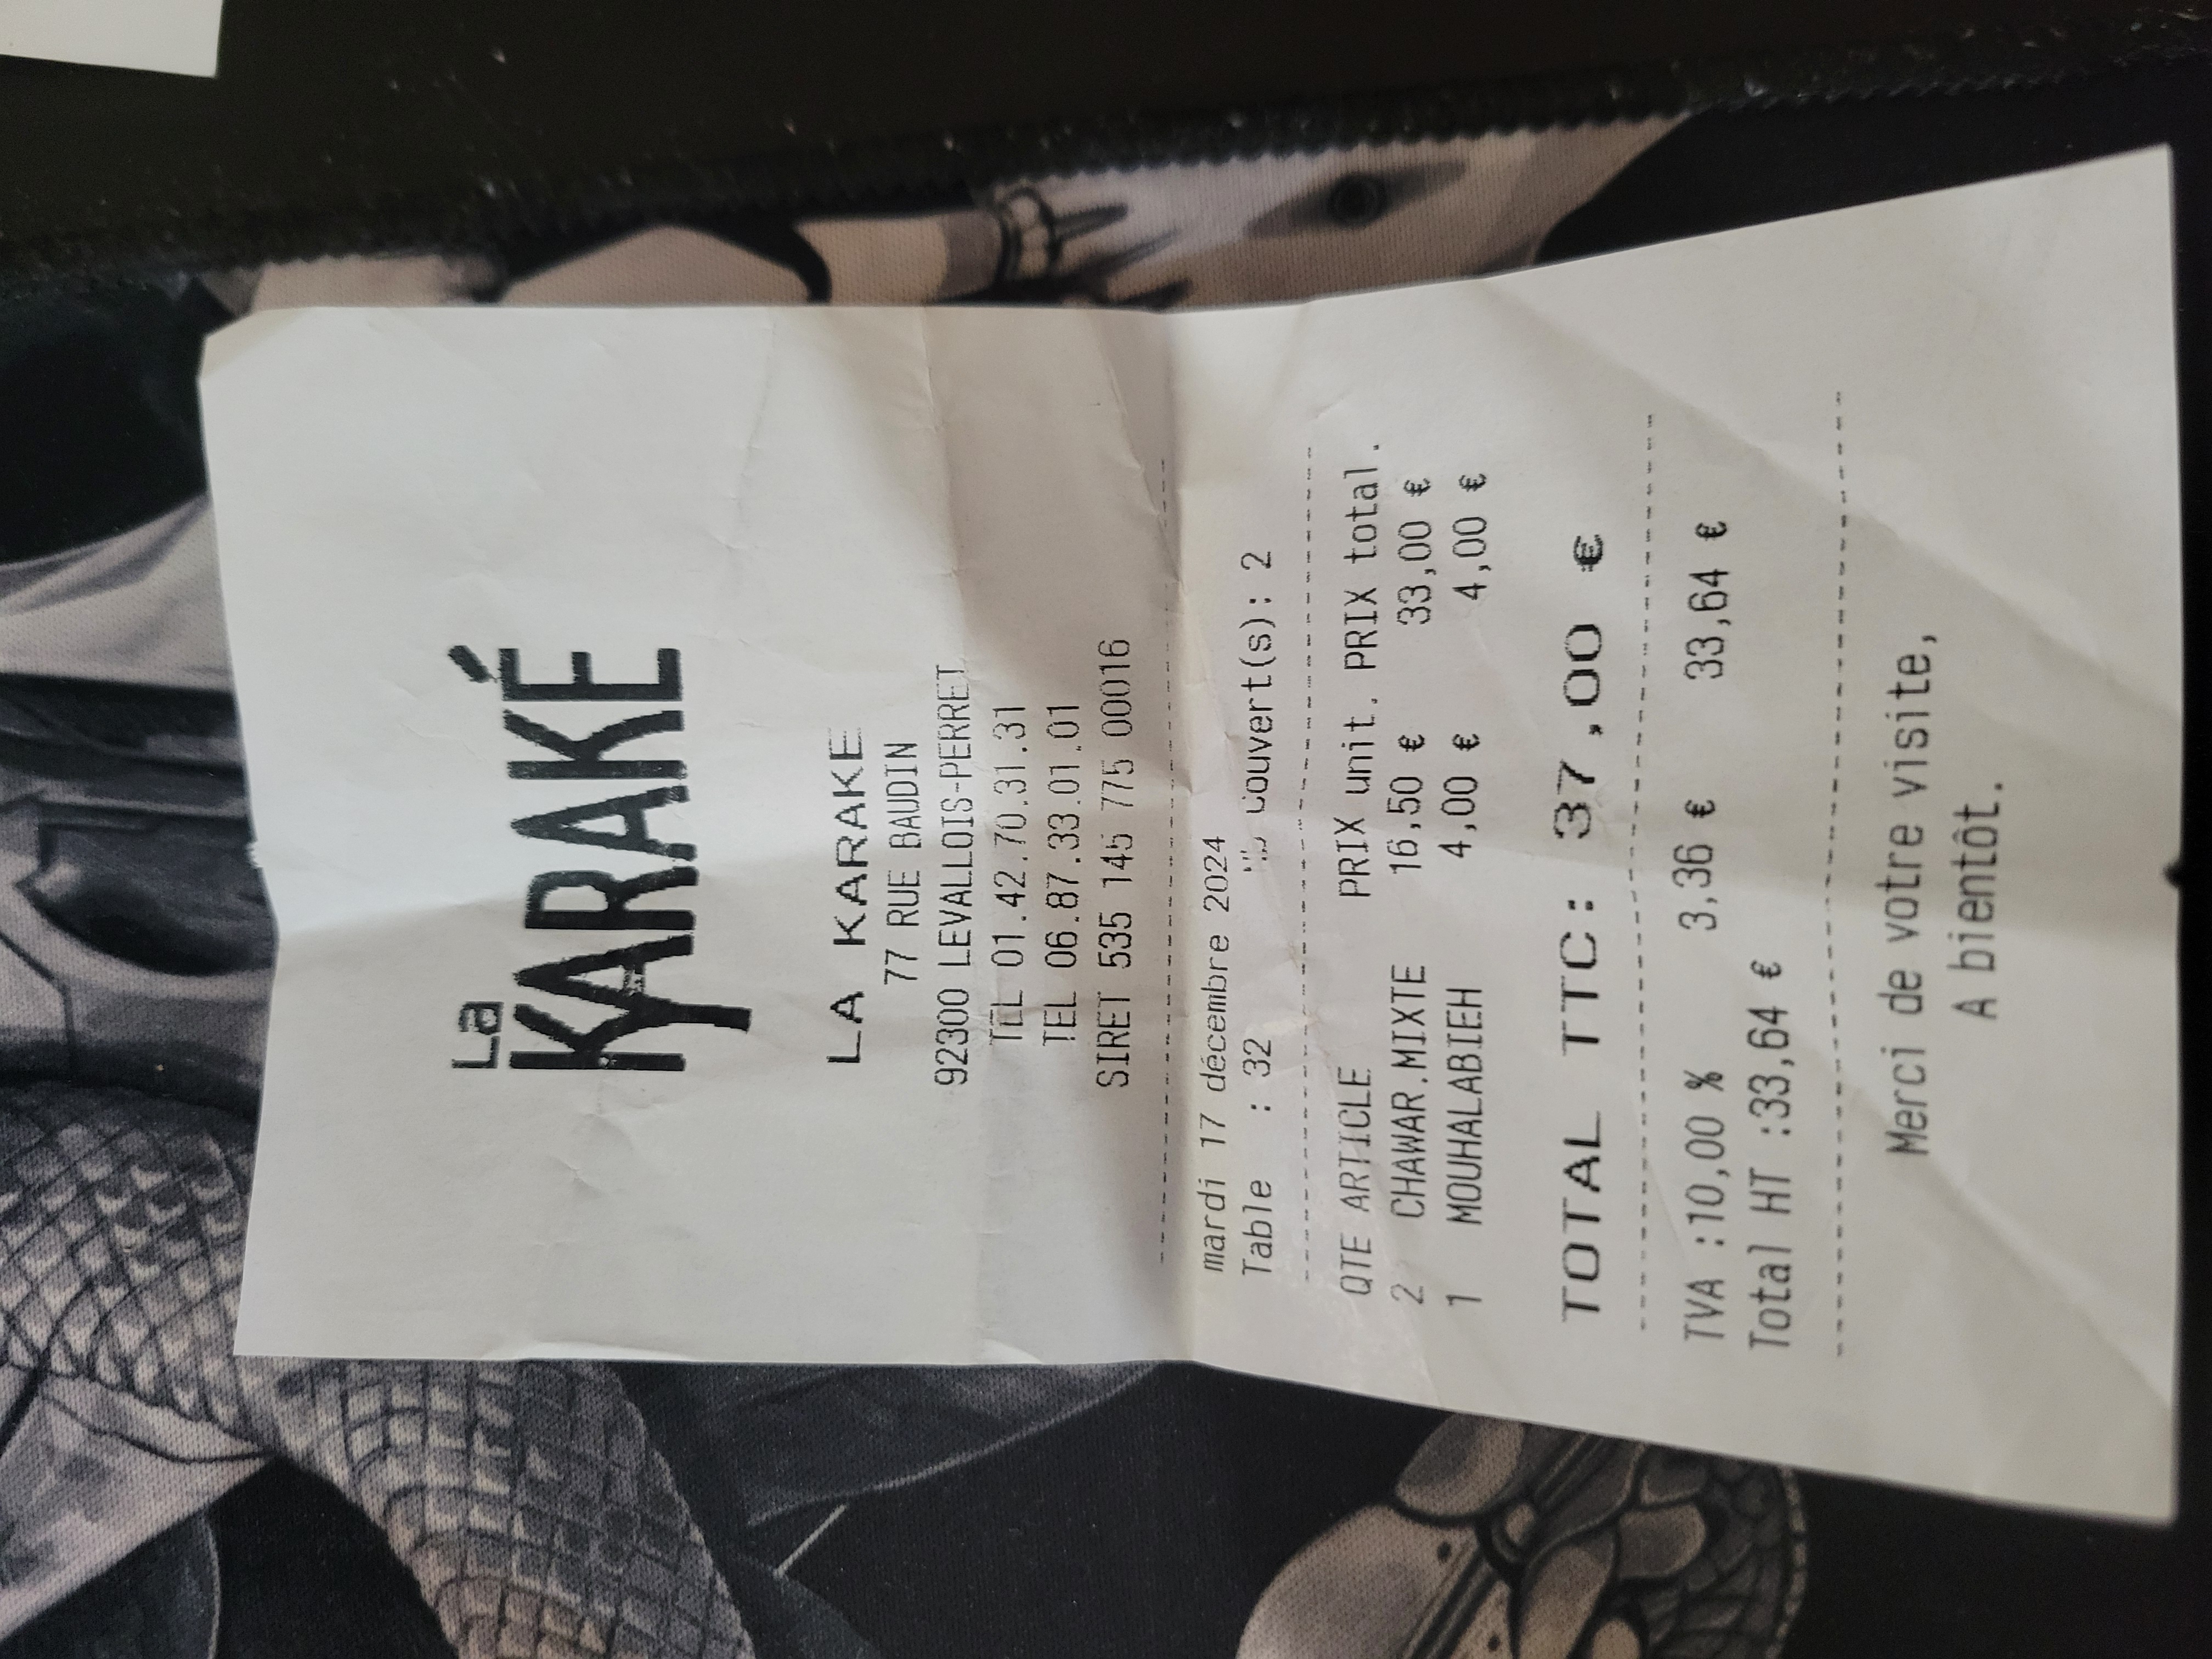 La
KARAKÉ
LA KARAKE
77 RUE BAUDIN
92300 LEVALLOIS-PERRET
TEL 01.42.70.31.31
TEL 06.87.33.01.01
SIRET 535 145 775 00016
mardi 17 décembre 2024
Table : 32 Nb Couvert(s): 2
QTE ARTICLE PRIX unit. PRIX total.
2 CHAWAR.MIXTE 16,50 € 33,00 €
1 MOUHALABIEH 4,00 € 4,00 €
TOTAL TTC: 37,00 €
TVA :10,00 % 3,36 € 33,64 €
Total HT :33,64 €
Merci de votre visite,
A bientôt.